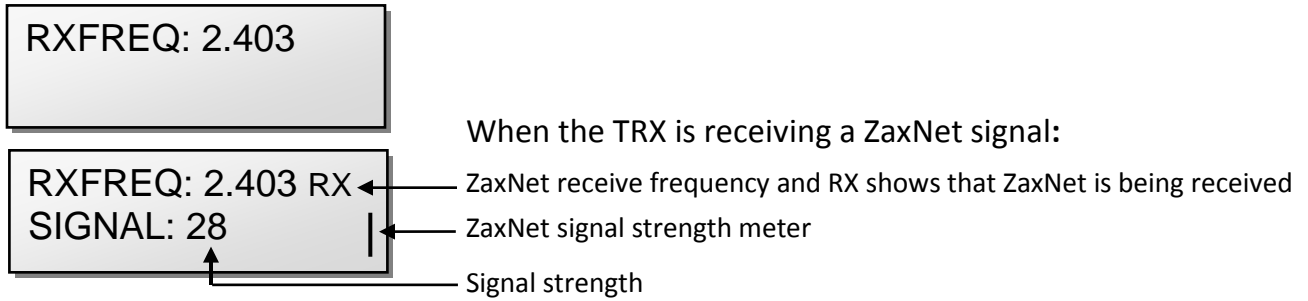 RXFREQ: 2.403
When the TRX is receiving a ZaxNet signal:
RXFREQ: 2.403 RX
ZaxNet receive frequency and RX shows that ZaxNet is being received
SIGNAL: 28
ZaxNet signal strength meter
Signal strength